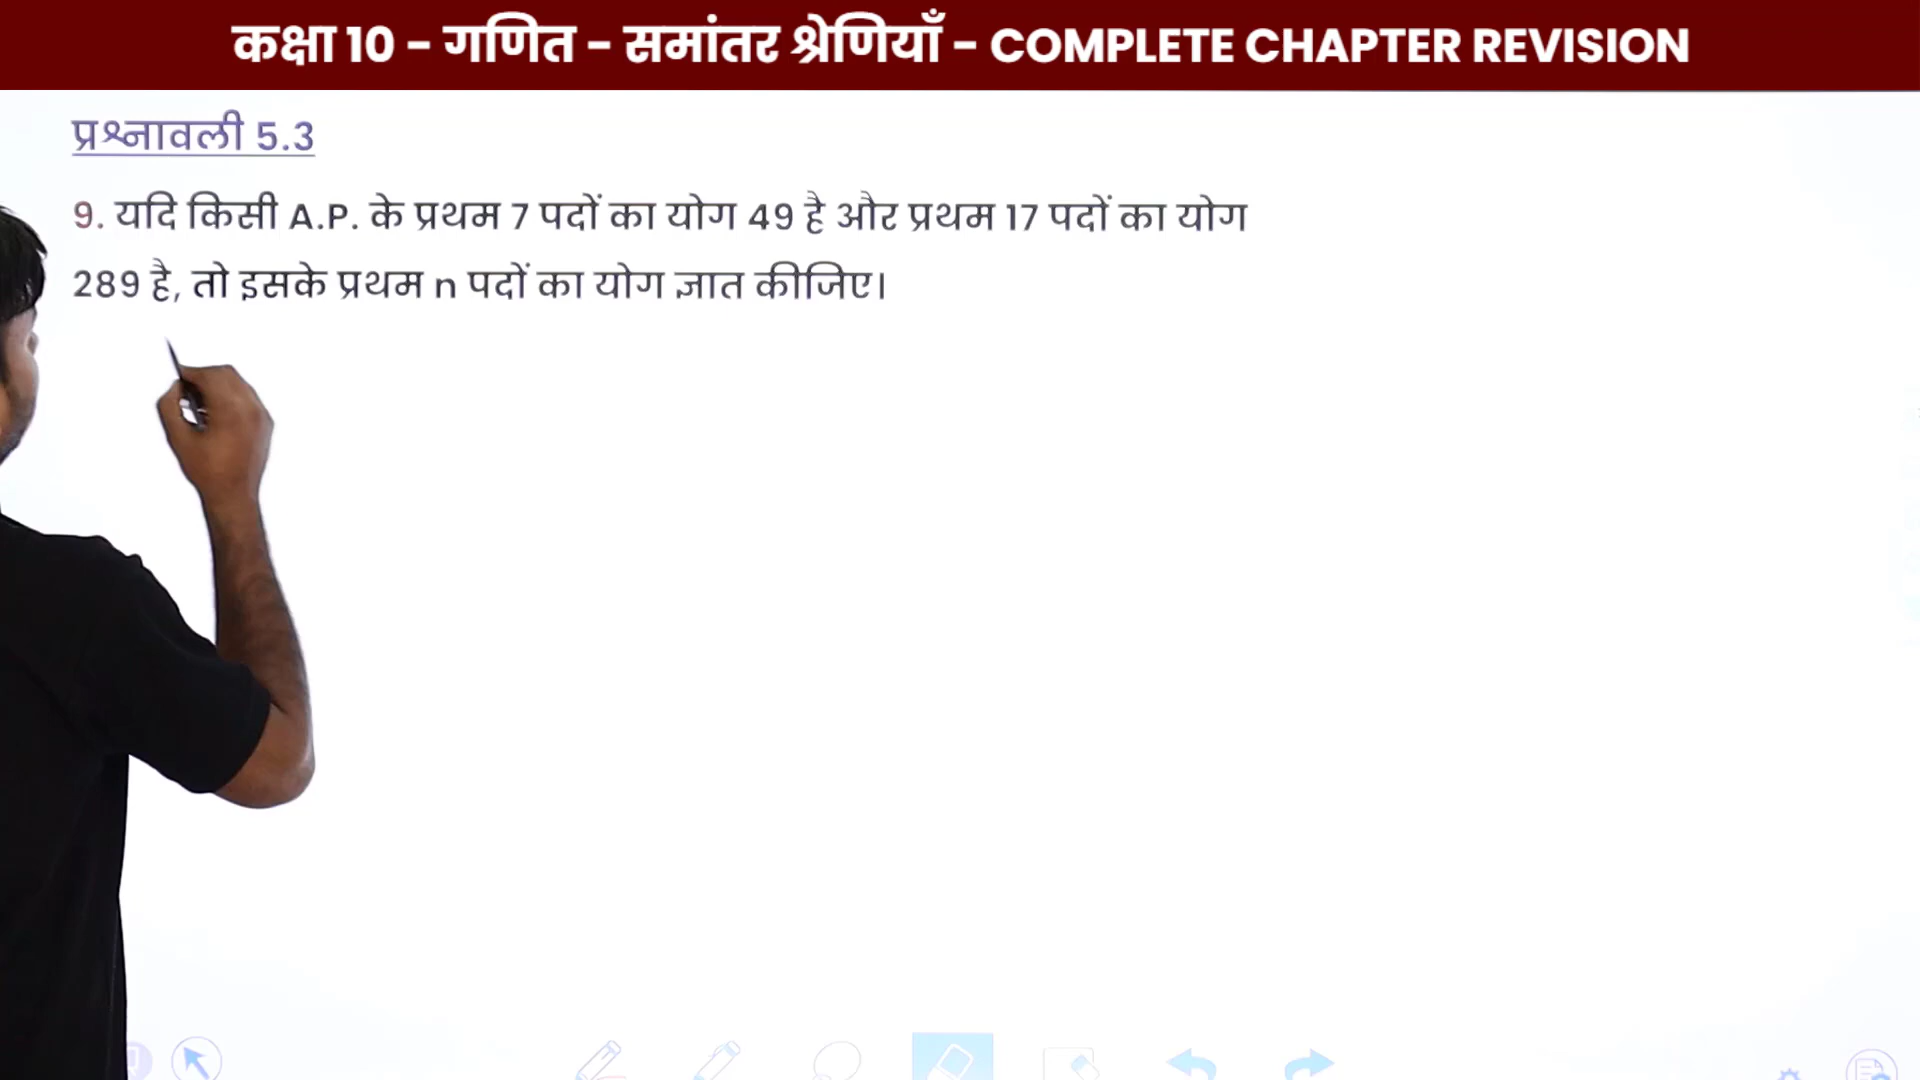 कक्षा 10 – गणित – समांतर श्रेणियाँ – COMPLETE CHAPTER REVISION
प्रश्नावली 5.3
9. यदि किसी A.P. के प्रथम 7 पदों का योग 49 है और प्रथम 17 पदों का योग
289 है, तो इसके प्रथम n पदों का योग ज्ञात कीजिए।